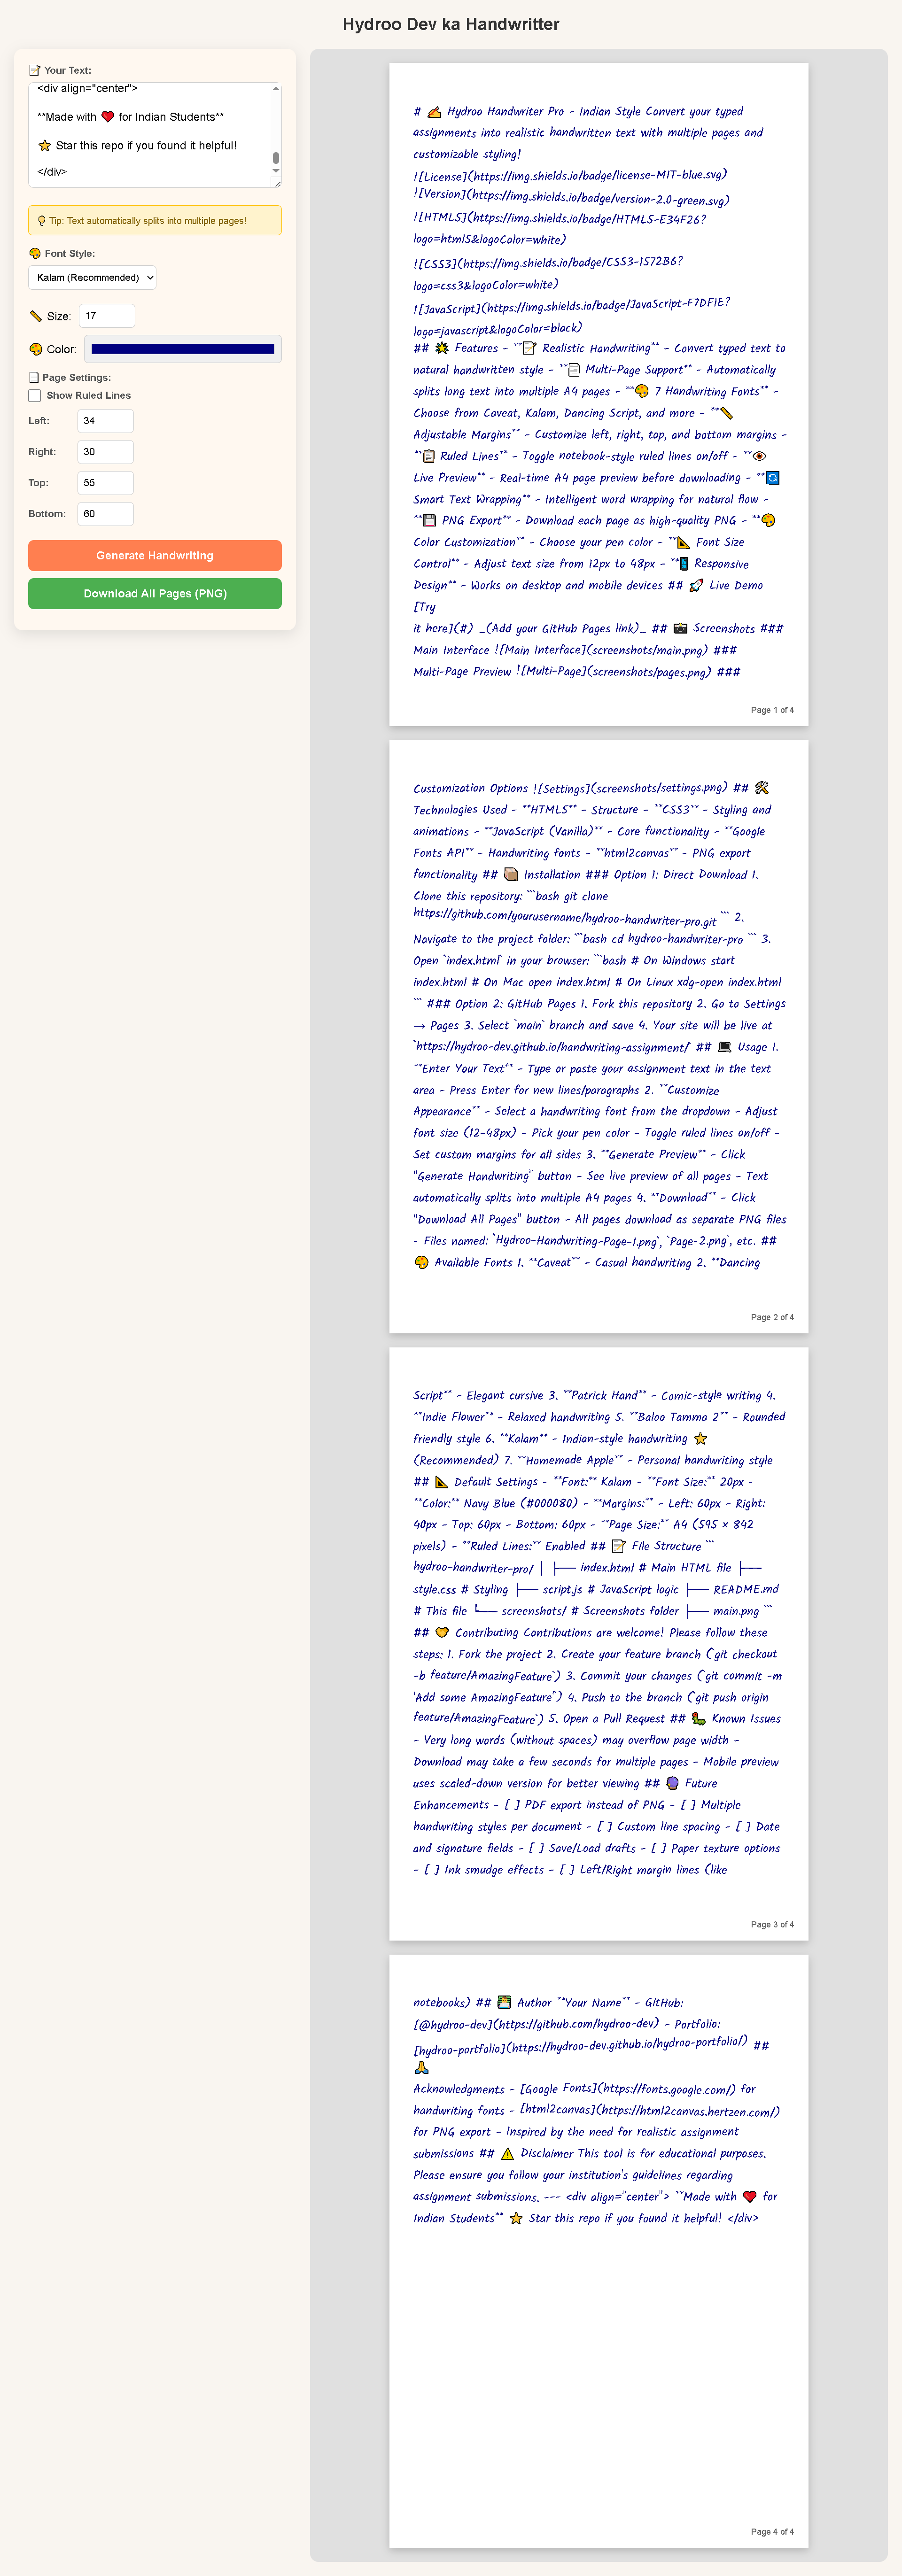 Hydroo Dev ka Handwritter
📝 Your Text:
<div align="center">
**Made with ❤️ for Indian Students**
⭐ Star this repo if you found it helpful!
</div>
💡 Tip: Text automatically splits into multiple pages!
🎨 Font Style:
Kalam (Recommended)
📏 Size: 17
🎨 Color:
📄 Page Settings:
Show Ruled Lines
Left: 34
Right: 30
Top: 55
Bottom: 60
Generate Handwriting
Download All Pages (PNG)
# ✍️ Hydroo Handwriter Pro - Indian Style Convert your typed
assignments into realistic handwritten text with multiple pages and
customizable styling!
![License](https://img.shields.io/badge/license-MIT-blue.svg)
![Version](https://img.shields.io/badge/version-2.0-green.svg)
![HTML5](https://img.shields.io/badge/HTML5-E34F26?
logo=html5&logoColor=white)
![CSS3](https://img.shields.io/badge/CSS3-1572B6?
logo=css3&logoColor=white)
![JavaScript](https://img.shields.io/badge/JavaScript-F7DF1E?
logo=javascript&logoColor=black)
## 🌟 Features - **📝 Realistic Handwriting** - Convert typed text to
natural handwritten style - **📄 Multi-Page Support** - Automatically
splits long text into multiple A4 pages - **🎨 7 Handwriting Fonts** -
Choose from Caveat, Kalam, Dancing Script, and more - **📏
Adjustable Margins** - Customize left, right, top, and bottom margins -
**📋 Ruled Lines** - Toggle notebook-style ruled lines on/off - **👁️
Live Preview** - Real-time A4 page preview before downloading - **🔄
Smart Text Wrapping** - Intelligent word wrapping for natural flow -
**💾 PNG Export** - Download each page as high-quality PNG - **🎨
Color Customization** - Choose your pen color - **📐 Font Size
Control** - Adjust text size from 12px to 48px - **📱 Responsive
Design** - Works on desktop and mobile devices ## 🚀 Live Demo
[Try
it here](#) _(Add your GitHub Pages link)_ ## 📸 Screenshots ###
Main Interface ![Main Interface](screenshots/main.png) ###
Multi-Page Preview ![Multi-Page](screenshots/pages.png) ###
Page 1 of 4
Customization Options ![Settings](screenshots/settings.png) ## 🛠️
Technologies Used - **HTML5** - Structure - **CSS3** - Styling and
animations - **JavaScript (Vanilla)** - Core functionality - **Google
Fonts API** - Handwriting fonts - **html2canvas** - PNG export
functionality ## 📦 Installation ### Option 1: Direct Download 1.
Clone this repository: ```bash git clone
https://github.com/yourusername/hydroo-handwriter-pro.git ``` 2.
Navigate to the project folder: ```bash cd hydroo-handwriter-pro ``` 3.
Open `index.html` in your browser: ```bash # On Windows start
index.html # On Mac open index.html # On Linux xdg-open index.html
``` ### Option 2: GitHub Pages 1. Fork this repository 2. Go to Settings
→ Pages 3. Select `main` branch and save 4. Your site will be live at
`https://hydroo-dev.github.io/handwriting-assignment/` ## 💻 Usage 1.
**Enter Your Text** - Type or paste your assignment text in the text
area - Press Enter for new lines/paragraphs 2. **Customize
Appearance** - Select a handwriting font from the dropdown - Adjust
font size (12-48px) - Pick your pen color - Toggle ruled lines on/off -
Set custom margins for all sides 3. **Generate Preview** - Click
"Generate Handwriting" button - See live preview of all pages - Text
automatically splits into multiple A4 pages 4. **Download** - Click
"Download All Pages" button - All pages download as separate PNG files
- Files named: `Hydroo-Handwriting-Page-1.png`, `Page-2.png`, etc. ##
🎨 Available Fonts 1. **Caveat** - Casual handwriting 2. **Dancing
Page 2 of 4
Script** - Elegant cursive 3. **Patrick Hand** - Comic-style writing 4.
**Indie Flower** - Relaxed handwriting 5. **Baloo Tamma 2** - Rounded
friendly style 6. **Kalam** - Indian-style handwriting ⭐
(Recommended) 7. **Homemade Apple** - Personal handwriting style
## 📐 Default Settings - **Font:** Kalam - **Font Size:** 20px -
**Color:** Navy Blue (#000080) - **Margins:** - Left: 60px - Right:
40px - Top: 60px - Bottom: 60px - **Page Size:** A4 (595 × 842
pixels) - **Ruled Lines:** Enabled ## 📝 File Structure ```
hydroo-handwriter-pro/ │ ├── index.html # Main HTML file ├──
style.css # Styling ├── script.js # JavaScript logic ├── README.md
# This file └── screenshots/ # Screenshots folder ├── main.png ```
## 🤝 Contributing Contributions are welcome! Please follow these
steps: 1. Fork the project 2. Create your feature branch (`git checkout
-b feature/AmazingFeature`) 3. Commit your changes (`git commit -m
'Add some AmazingFeature'`) 4. Push to the branch (`git push origin
feature/AmazingFeature`) 5. Open a Pull Request ## 🐛 Known Issues
- Very long words (without spaces) may overflow page width -
Download may take a few seconds for multiple pages - Mobile preview
uses scaled-down version for better viewing ## 🔮 Future
Enhancements - [ ] PDF export instead of PNG - [ ] Multiple
handwriting styles per document - [ ] Custom line spacing - [ ] Date
and signature fields - [ ] Save/Load drafts - [ ] Paper texture options
- [ ] Ink smudge effects - [ ] Left/Right margin lines (like
Page 3 of 4
notebooks) ## 👨‍💻 Author **Your Name** - GitHub:
[@hydroo-dev](https://github.com/hydroo-dev) - Portfolio:
[hydroo-portfolio](https://hydroo-dev.github.io/hydroo-portfolio/) ##
🙏
Acknowledgments - [Google Fonts](https://fonts.google.com/) for
handwriting fonts - [html2canvas](https://html2canvas.hertzen.com/)
for PNG export - Inspired by the need for realistic assignment
submissions ## ⚠️ Disclaimer This tool is for educational purposes.
Please ensure you follow your institution's guidelines regarding
assignment submissions. --- <div align="center"> **Made with ❤️ for
Indian Students** ⭐ Star this repo if you found it helpful! </div>
Page 4 of 4